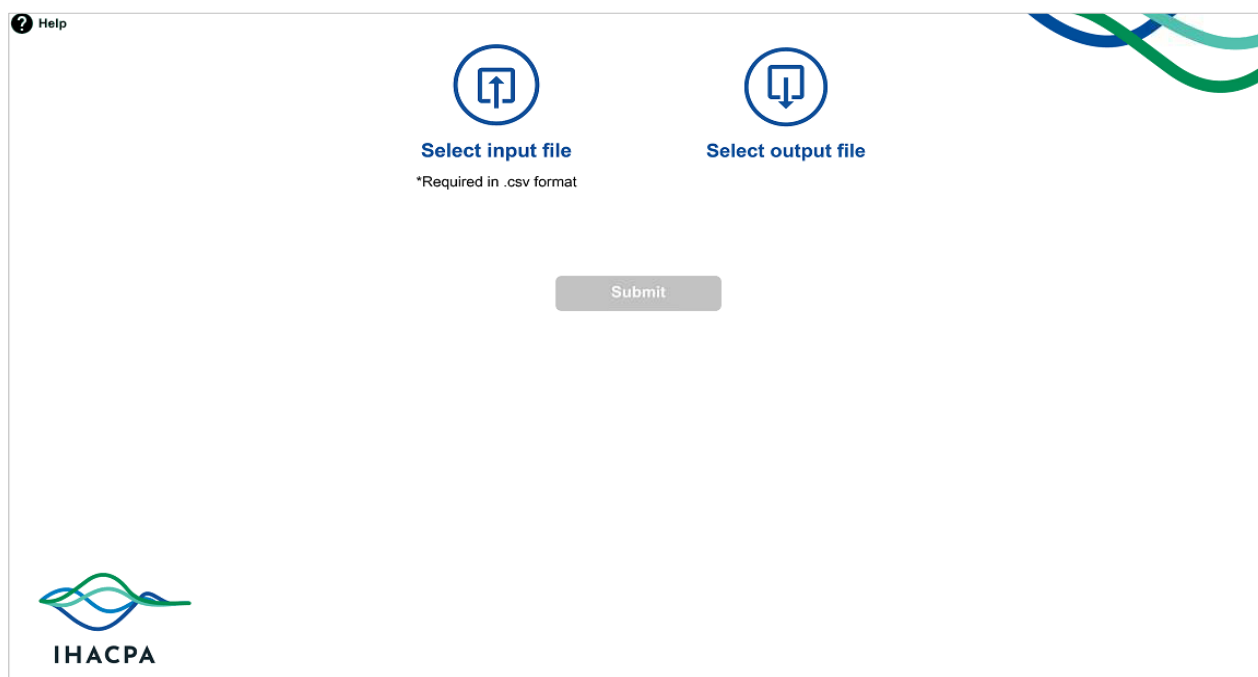 ? Help
Select input file
Select output file
*Required in .csv format
Submit
IHACPA